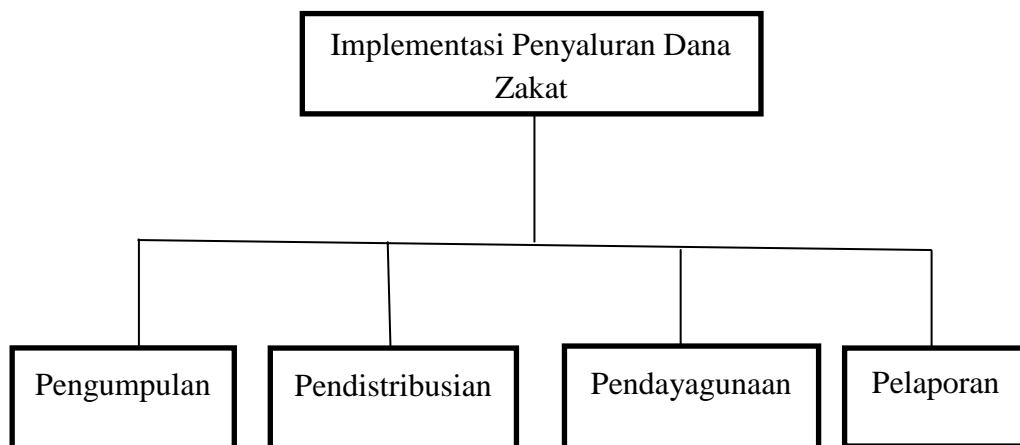 Implementasi Penyaluran Dana
Zakat
Pengumpulan
Pendistribusian
Pendayagunaan
Pelaporan